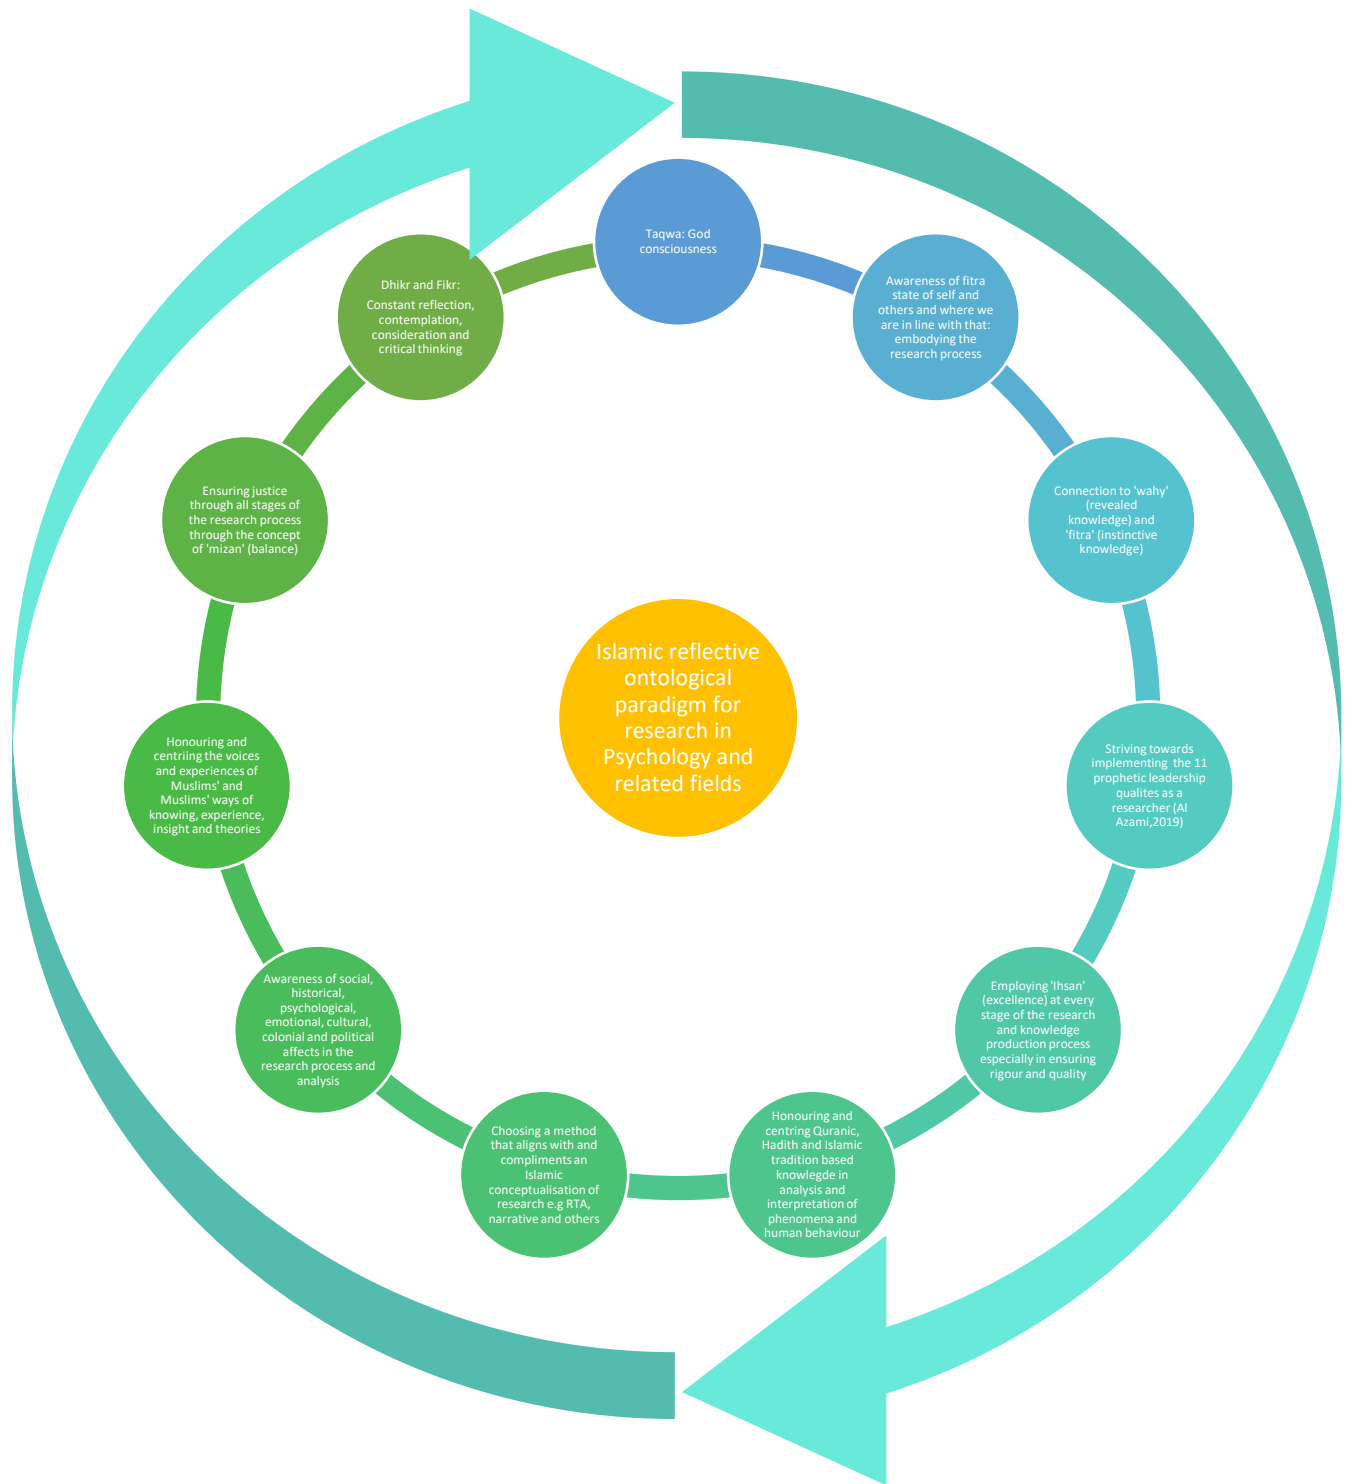 Taqwa: God
consciousness
Awareness of fitra
state of self and
others and where we
are in line with that:
embodying the
research process
Connection to 'wahy'
(revealed
knowledge) and
'fitra' (instinctive
knowledge)
Striving towards
implementing the 11
prophetic leadership
qualites as a
researcher (Al
Azami,2019)
Employing 'Ihsan'
(excellence) at every
stage of the research
and knowledge
production process
especially in ensuring
rigour and quality
Honouring and
centring Quranic,
Hadith and Islamic
tradition based
knowlegde in
analysis and
interpretation of
phenomena and
human behaviour
Choosing a method
that aligns with and
compliments an
Islamic
conceptualisation of
research e.g RTA,
narrative and others
Awareness of social,
historical,
psychological,
emotional, cultural,
colonial and political
affects in the
research process and
analysis
Honouring and
centriing the voices
and experiences of
Muslims' and
Muslims' ways of
knowing, experience,
insight and theories
Ensuring justice
through all stages of
the research process
through the concept
of 'mizan' (balance)
Dhikr and Fikr:
Constant reflection,
contemplation,
consideration and
critical thinking
Islamic reflective
ontological
paradigm for
research in
Psychology and
related fields